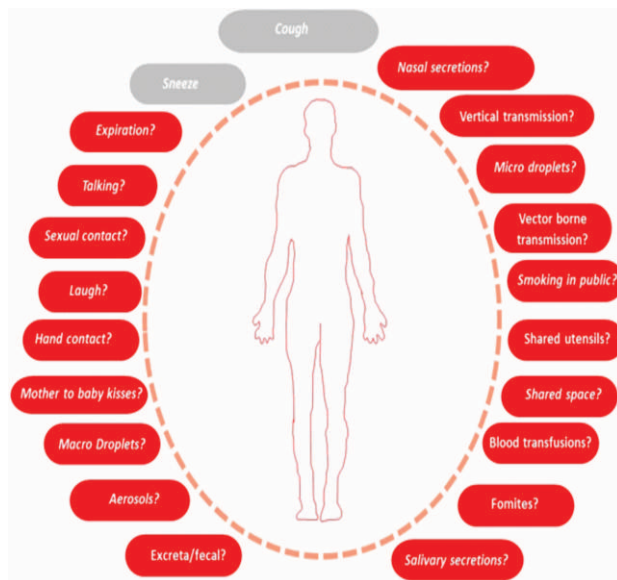 Cough
Sneeze
Nasal secretions?
Expiration?
Vertical transmission?
Talking?
Micro droplets?
Sexual contact?
Vector borne
transmission?
Laugh?
Smoking in public?
Hand contact?
Shared utensils?
Mother to baby kisses?
Shared space?
Macro Droplets?
Blood transfusions?
Aerosols?
Fomites?
Excreta/fecal?
Salivary secretions?